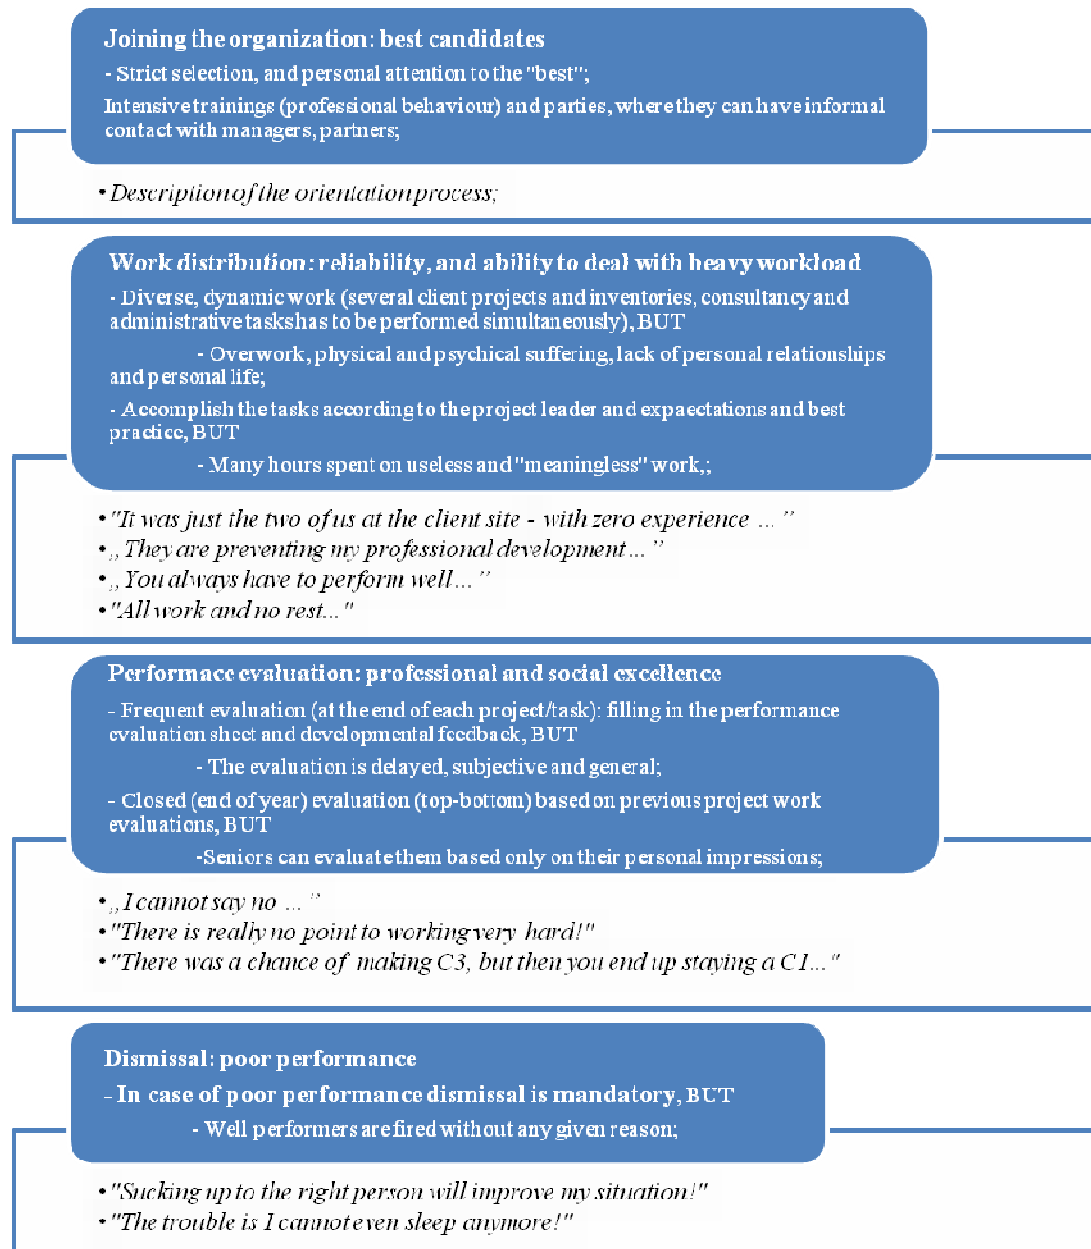 Joining the organization: best candidates
- Strict selection, and personal attention to the "best";
Intensive trainings (professional behaviour) and parties, where they can have informal
contact with managers, partners;
• Description of the orientation process;
Work distribution: reliability, and ability to deal with heavy workload
- Diverse, dynamic work (several client projects and inventories, consultancy and
administrative taskshas to be performed simultaneously), BUT
- Overwork, physical and psychical suffering, lack of personal relationships
and personal life;
- Accomplish the tasks according to the project leader and expaectations and best
practice, BUT
- Many hours spent on useless and "meaningless" work,;
• "It was just the two of us at the client site - with zero experience … ”
• „They are preventing my professional development… ”
• „You always have to perform well… ”
• "All work and no rest..."
Performace evaluation: professional and social excellence
- Frequent evaluation (at the end of each project/task): filling in the performance
evaluation sheet and developmental feedback, BUT
- The evaluation is delayed, subjective and general;
- Closed (end of year) evaluation (top-bottom) based on previous project work
evaluations, BUT
-Seniors can evaluate them based only on their personal impressions;
• „I cannot say no … ”
• "There is really no point to working very hard!"
• "There was a chance of making C3, but then you end up staying a C1..."
Dismissal: poor performance
- In case of poor performance dismissal is mandatory, BUT
- Well performers are fired without any given reason;
• "Sucking up to the right person will improve my situation!"
• "The trouble is I cannot even sleep anymore!"